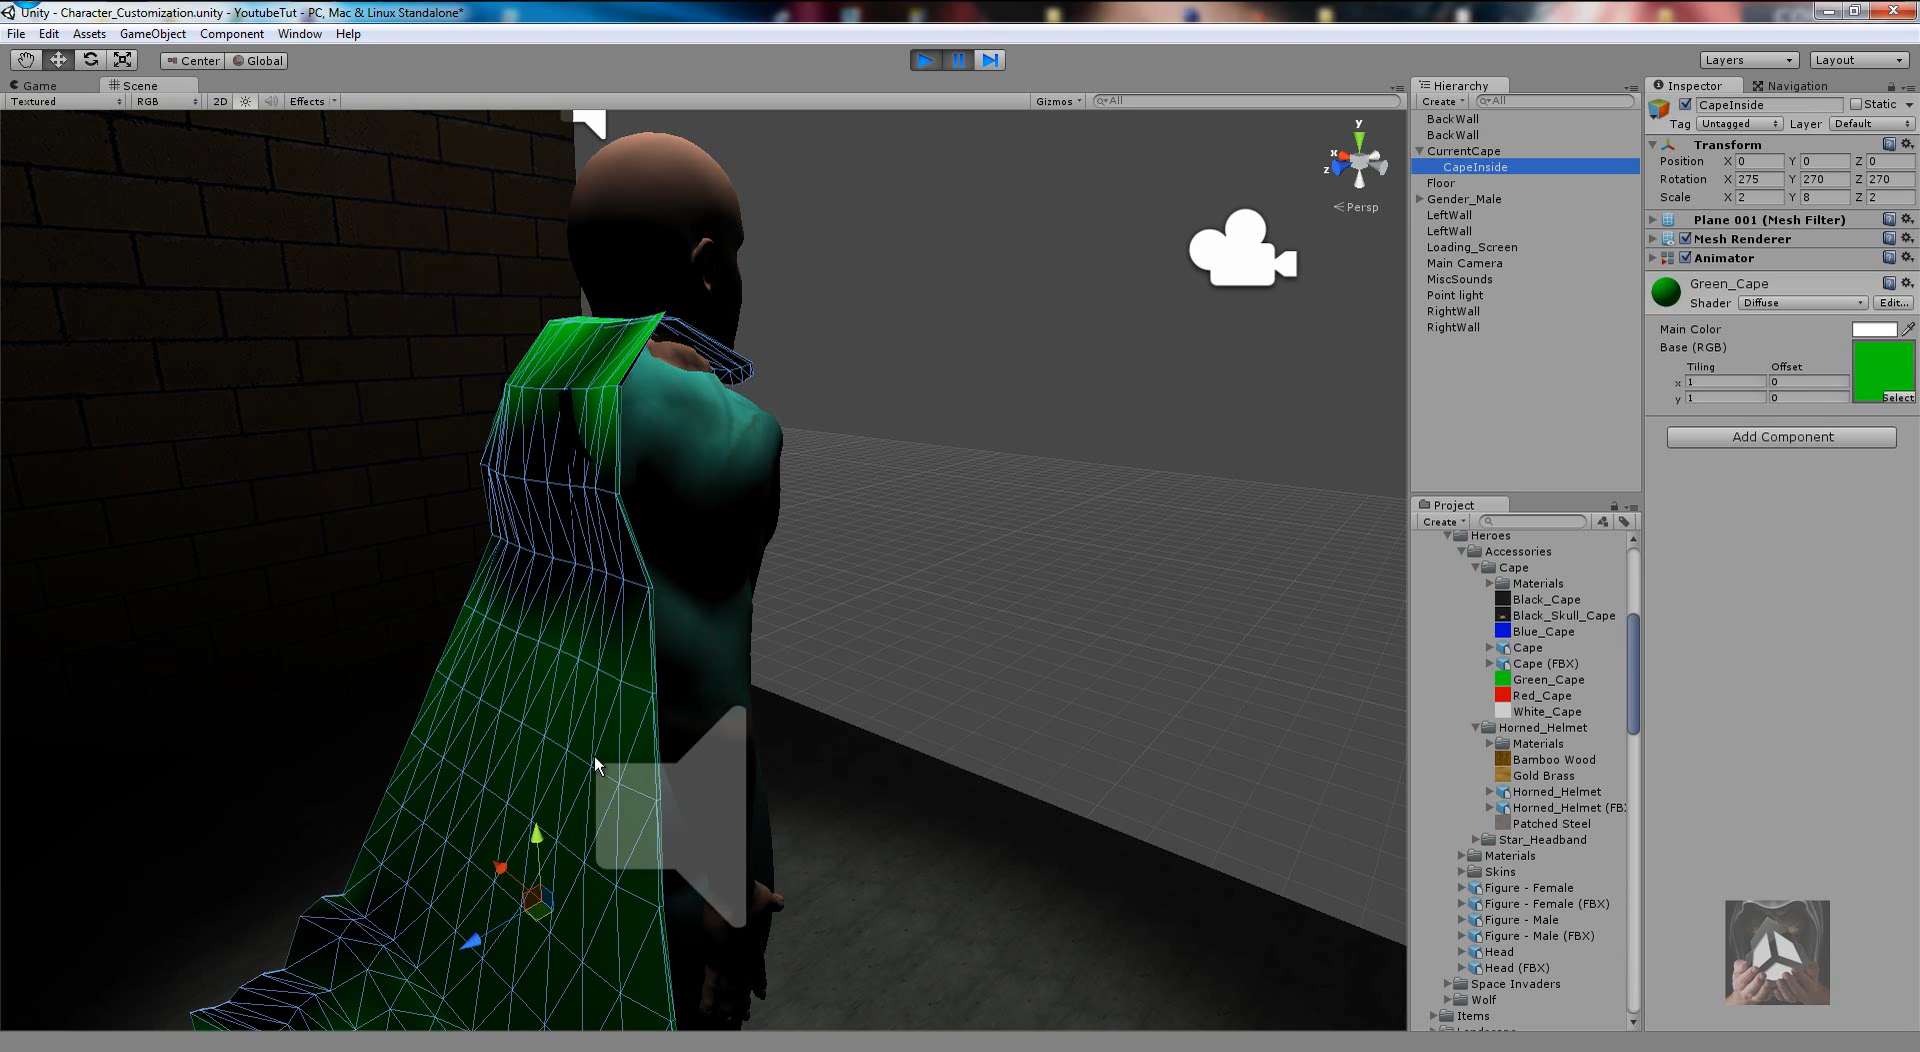 Unity - Character_Customization.unity - YoutubeTut - PC, Mac & Linux Standalone*
File Edit Assets GameObject Component Window Help
Center Global
Layers Layout
Game Scene
Textured RGB 2D Effects Gizmos All
y
x
z
Persp
Hierarchy
Create All
BackWall
BackWall
CurrentCape
CapeInside
Floor
Gender_Male
LeftWall
LeftWall
Loading_Screen
Main Camera
MiscSounds
Point light
RightWall
RightWall
Project
Create
Heroes
Accessories
Cape
Materials
Black_Cape
Black_Skull_Cape
Blue_Cape
Cape
Cape (FBX)
Green_Cape
Red_Cape
White_Cape
Horned_Helmet
Materials
Bamboo Wood
Gold Brass
Horned_Helmet
Horned_Helmet (FB
Patched Steel
Star_Headband
Materials
Skins
Figure - Female
Figure - Female (FBX)
Figure - Male
Figure - Male (FBX)
Head
Head (FBX)
Space Invaders
Wolf
Items
Inspector Navigation
CapeInside Static
Tag Untagged Layer Default
Transform
Position X 0 Y 0 Z 0
Rotation X 275 Y 270 Z 270
Scale X 2 Y 8 Z 2
Plane 001 (Mesh Filter)
Mesh Renderer
Animator
Green_Cape
Shader Diffuse Edit...
Main Color
Base (RGB)
Tiling Offset
x 1 0
y 1 0
Select
Add Component